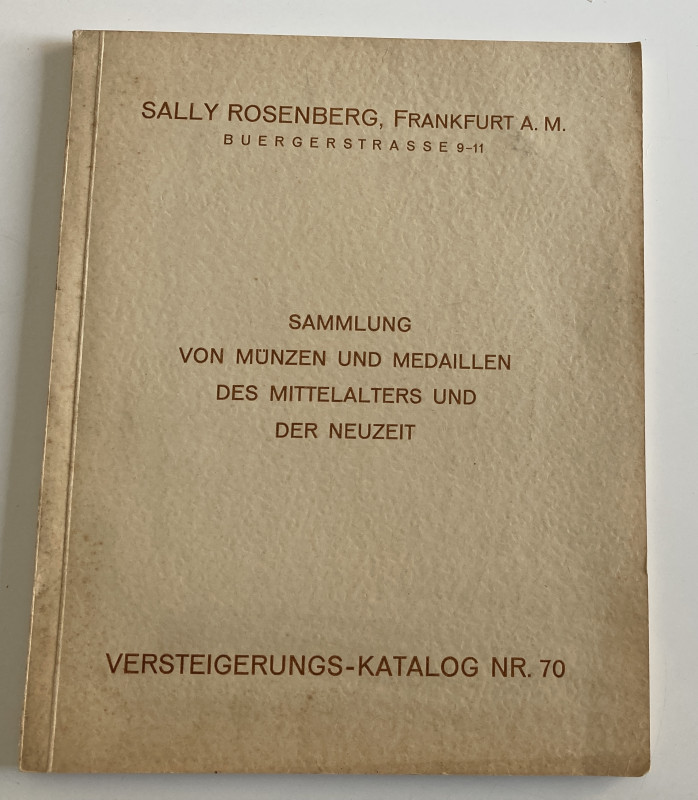 SALLY ROSENBERG, FRANKFURT A. M.
BUERGERSTRASSE 9-11
SAMMLUNG
VON MÜNZEN UND MEDAILLEN
DES MITTELALTERS UND
DER NEUZEIT
VERSTEIGERUNGS-KATALOG NR. 70